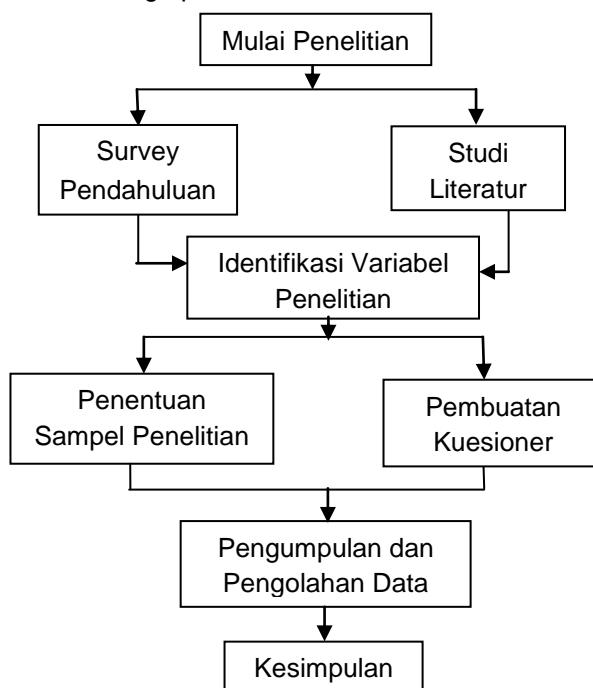 Mulai Penelitian
Survey
Pendahuluan
Studi
Literatur
Identifikasi Variabel
Penelitian
Penentuan
Sampel Penelitian
Pembuatan
Kuesioner
Pengumpulan dan
Pengolahan Data
Kesimpulan